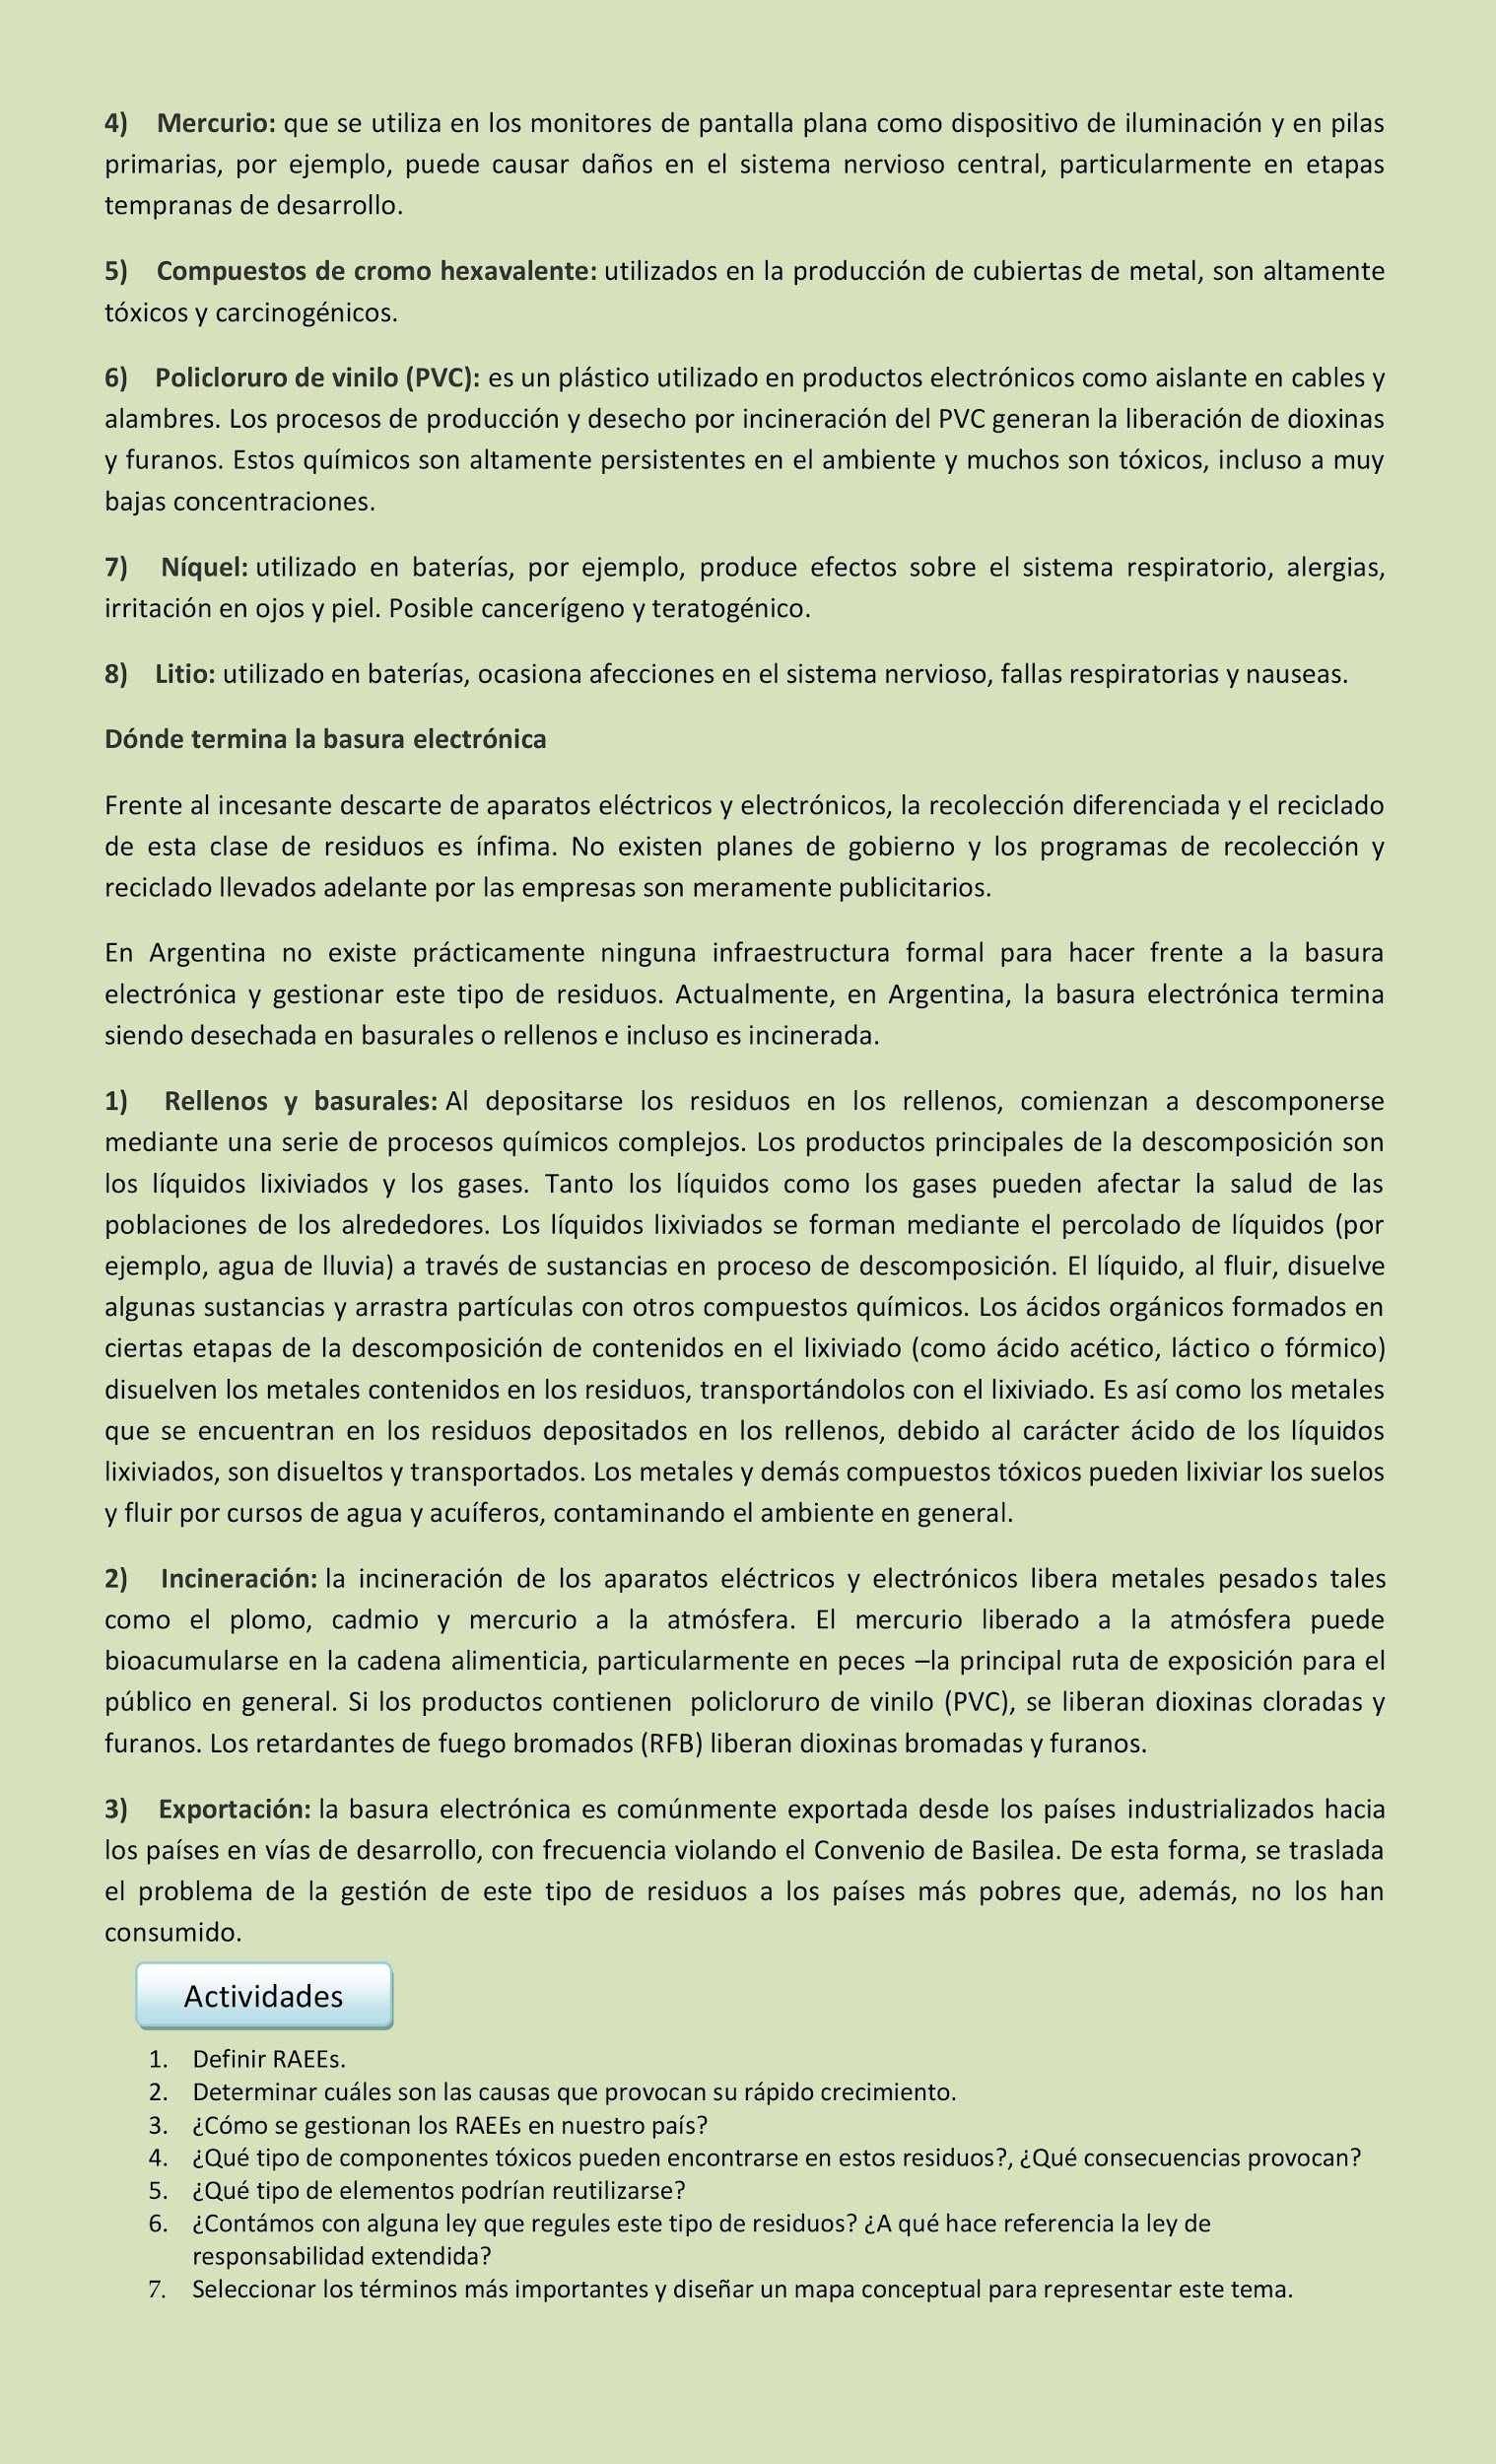 4) Mercurio: que se utiliza en los monitores de pantalla plana como dispositivo de iluminación y en pilas
primarias, por ejemplo, puede causar daños en el sistema nervioso central, particularmente en etapas
tempranas de desarrollo.
5) Compuestos de cromo hexavalente: utilizados en la producción de cubiertas de metal, son altamente
tóxicos y carcinogénicos.
6) Policloruro de vinilo (PVC): es un plástico utilizado en productos electrónicos como aislante en cables y
alambres. Los procesos de producción y desecho por incineración del PVC generan la liberación de dioxinas
y furanos. Estos químicos son altamente persistentes en el ambiente y muchos son tóxicos, incluso a muy
bajas concentraciones.
7) Níquel: utilizado en baterías, por ejemplo, produce efectos sobre el sistema respiratorio, alergias,
irritación en ojos y piel. Posible cancerígeno y teratogénico.
8) Litio: utilizado en baterías, ocasiona afecciones en el sistema nervioso, fallas respiratorias y nauseas.
Dónde termina la basura electrónica
Frente al incesante descarte de aparatos eléctricos y electrónicos, la recolección diferenciada y el reciclado
de esta clase de residuos es ínfima. No existen planes de gobierno y los programas de recolección y
reciclado llevados adelante por las empresas son meramente publicitarios.
En Argentina no existe prácticamente ninguna infraestructura formal para hacer frente a la basura
electrónica y gestionar este tipo de residuos. Actualmente, en Argentina, la basura electrónica termina
siendo desechada en basurales o rellenos e incluso es incinerada.
1) Rellenos y basurales: Al depositarse los residuos en los rellenos, comienzan a descomponerse
mediante una serie de procesos químicos complejos. Los productos principales de la descomposición son
los líquidos lixiviados y los gases. Tanto los líquidos como los gases pueden afectar la salud de las
poblaciones de los alrededores. Los líquidos lixiviados se forman mediante el percolado de líquidos (por
ejemplo, agua de lluvia) a través de sustancias en proceso de descomposición. El líquido, al fluir, disuelve
algunas sustancias y arrastra partículas con otros compuestos químicos. Los ácidos orgánicos formados en
ciertas etapas de la descomposición de contenidos en el lixiviado (como ácido acético, láctico o fórmico)
disuelven los metales contenidos en los residuos, transportándolos con el lixiviado. Es así como los metales
que se encuentran en los residuos depositados en los rellenos, debido al carácter ácido de los líquidos
lixiviados, son disueltos y transportados. Los metales y demás compuestos tóxicos pueden lixiviar los suelos
y fluir por cursos de agua y acuíferos, contaminando el ambiente en general.
2) Incineración: la incineración de los aparatos eléctricos y electrónicos libera metales pesados tales
como el plomo, cadmio y mercurio a la atmósfera. El mercurio liberado a la atmósfera puede
bioacumularse en la cadena alimenticia, particularmente en peces –la principal ruta de exposición para el
público en general. Si los productos contienen policloruro de vinilo (PVC), se liberan dioxinas cloradas y
furanos. Los retardantes de fuego bromados (RFB) liberan dioxinas bromadas y furanos.
3) Exportación: la basura electrónica es comúnmente exportada desde los países industrializados hacia
los países en vías de desarrollo, con frecuencia violando el Convenio de Basilea. De esta forma, se traslada
el problema de la gestión de este tipo de residuos a los países más pobres que, además, no los han
consumido.
Actividades
1. Definir RAEEs.
2. Determinar cuáles son las causas que provocan su rápido crecimiento.
3. ¿Cómo se gestionan los RAEEs en nuestro país?
4. ¿Qué tipo de componentes tóxicos pueden encontrarse en estos residuos?, ¿Qué consecuencias provocan?
5. ¿Qué tipo de elementos podrían reutilizarse?
6. ¿Contámos con alguna ley que regules este tipo de residuos? ¿A qué hace referencia la ley de
responsabilidad extendida?
7. Seleccionar los términos más importantes y diseñar un mapa conceptual para representar este tema.